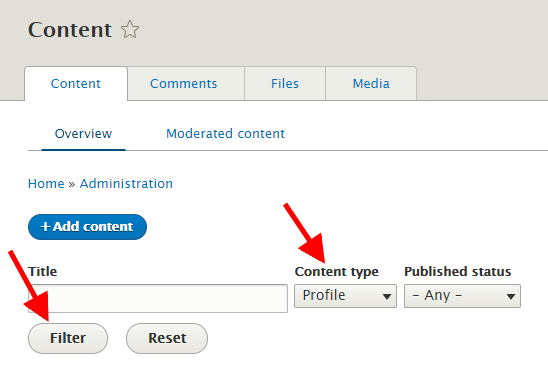 Content
Content Comments Files Media
Overview Moderated content
Home » Administration
+ Add content
Title Content type Published status
Profile - Any -
Filter Reset